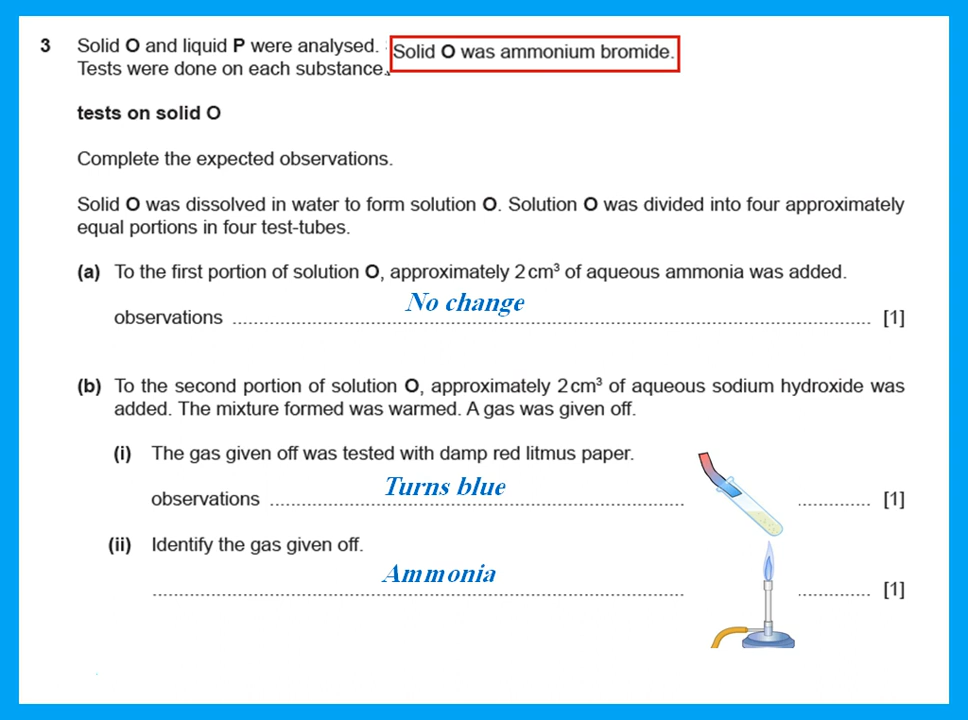 3 Solid O and liquid P were analysed. Solid O was ammonium bromide.
Tests were done on each substance.
tests on solid O
Complete the expected observations.
Solid O was dissolved in water to form solution O. Solution O was divided into four approximately
equal portions in four test-tubes.
(a) To the first portion of solution O, approximately 2 cm³ of aqueous ammonia was added.
No change
observations ........................................ [1]
(b) To the second portion of solution O, approximately 2 cm³ of aqueous sodium hydroxide was
added. The mixture formed was warmed. A gas was given off.
(i) The gas given off was tested with damp red litmus paper.
Turns blue
observations ........................................ [1]
(ii) Identify the gas given off.
Ammonia
........................................ [1]